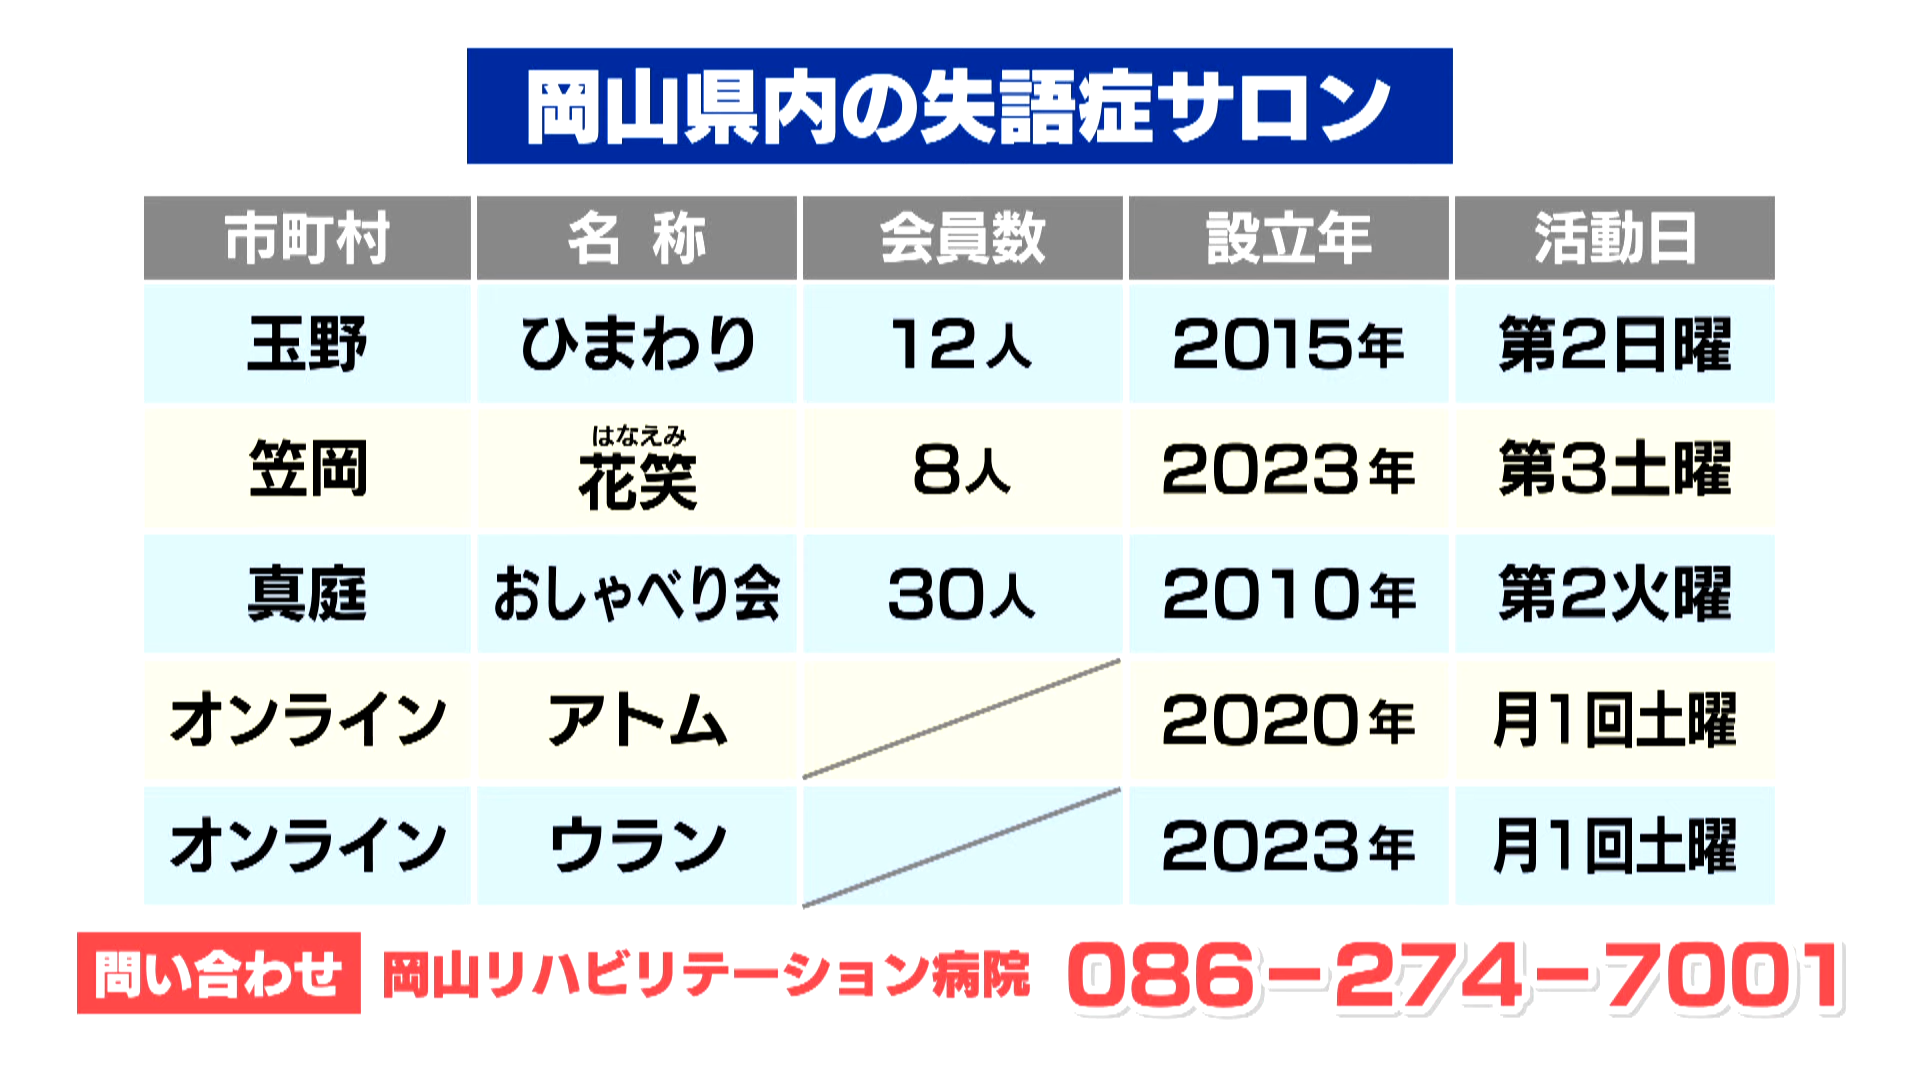 岡山県内の失語症サロン
市町村 名称 会員数 設立年 活動日
玉野 ひまわり 12人 2015年 第2日曜
はなえみ
笠岡 花笑 8人 2023年 第3土曜
真庭 おしゃべり会 30人 2010年 第2火曜
オンライン アトム 2020年 月1回土曜
オンライン ウラン 2023年 月1回土曜
問い合わせ 岡山リハビリテーション病院 086-274-7001